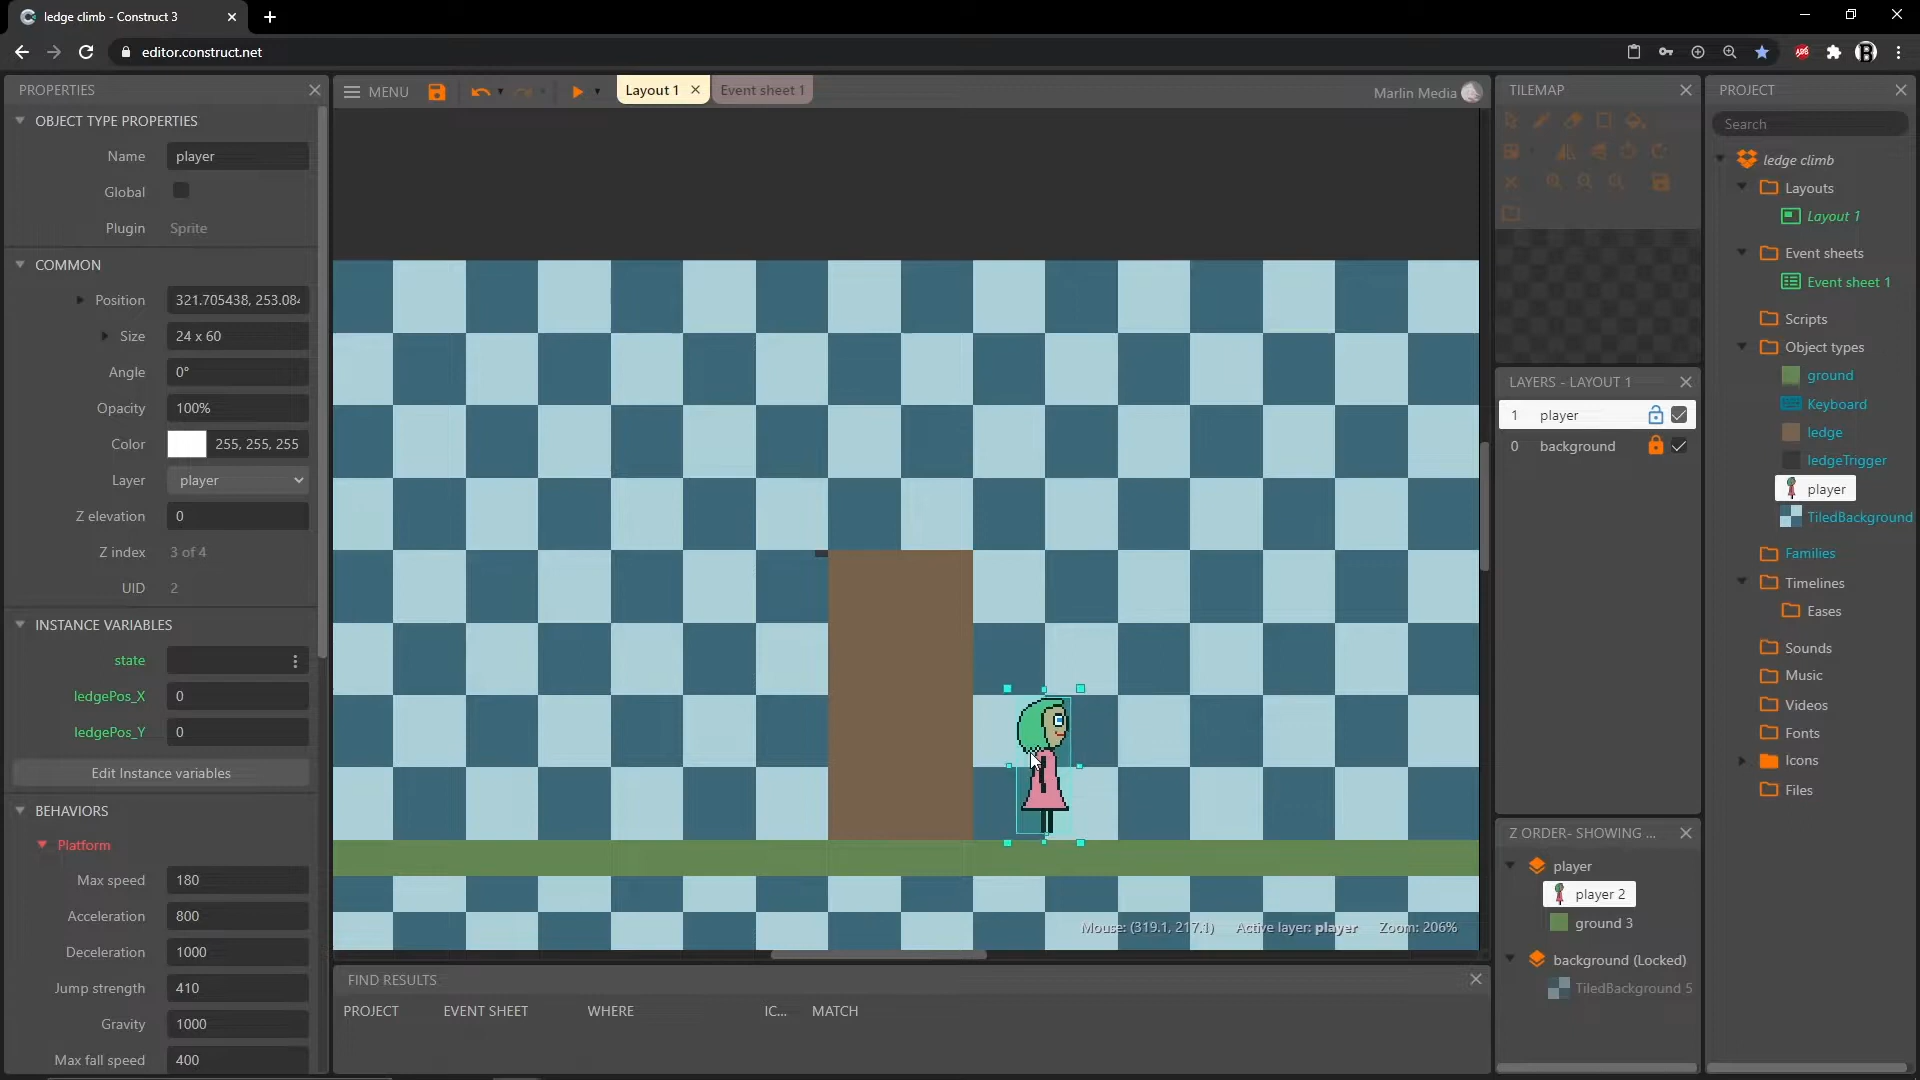 ledge climb - Construct 3
editor.construct.net
PROPERTIES
OBJECT TYPE PROPERTIES
Name player
Global
Plugin Sprite
COMMON
Position 321.705438, 253.084
Size 24 x 60
Angle 0°
Opacity 100%
Color 255, 255, 255
Layer player
Z elevation 0
Z index 3 of 4
UID 2
INSTANCE VARIABLES
state
ledgePos_X 0
ledgePos_Y 0
Edit Instance variables
BEHAVIORS
Platform
Max speed 180
Acceleration 800
Deceleration 1000
Jump strength 410
Gravity 1000
Max fall speed 400
MENU
Layout 1
Event sheet 1
Marlin Media
Mouse: (319.1, 217.1) Active layer: player Zoom: 206%
FIND RESULTS
PROJECT EVENT SHEET WHERE IC... MATCH
TILEMAP
LAYERS - LAYOUT 1
1 player
0 background
Z ORDER- SHOWING ...
player
player 2
ground 3
background (Locked)
TiledBackground 5
PROJECT
Search
ledge climb
Layouts
Layout 1
Event sheets
Event sheet 1
Scripts
Object types
ground
Keyboard
ledge
ledgeTrigger
player
TiledBackground
Families
Timelines
Eases
Sounds
Music
Videos
Fonts
Icons
Files